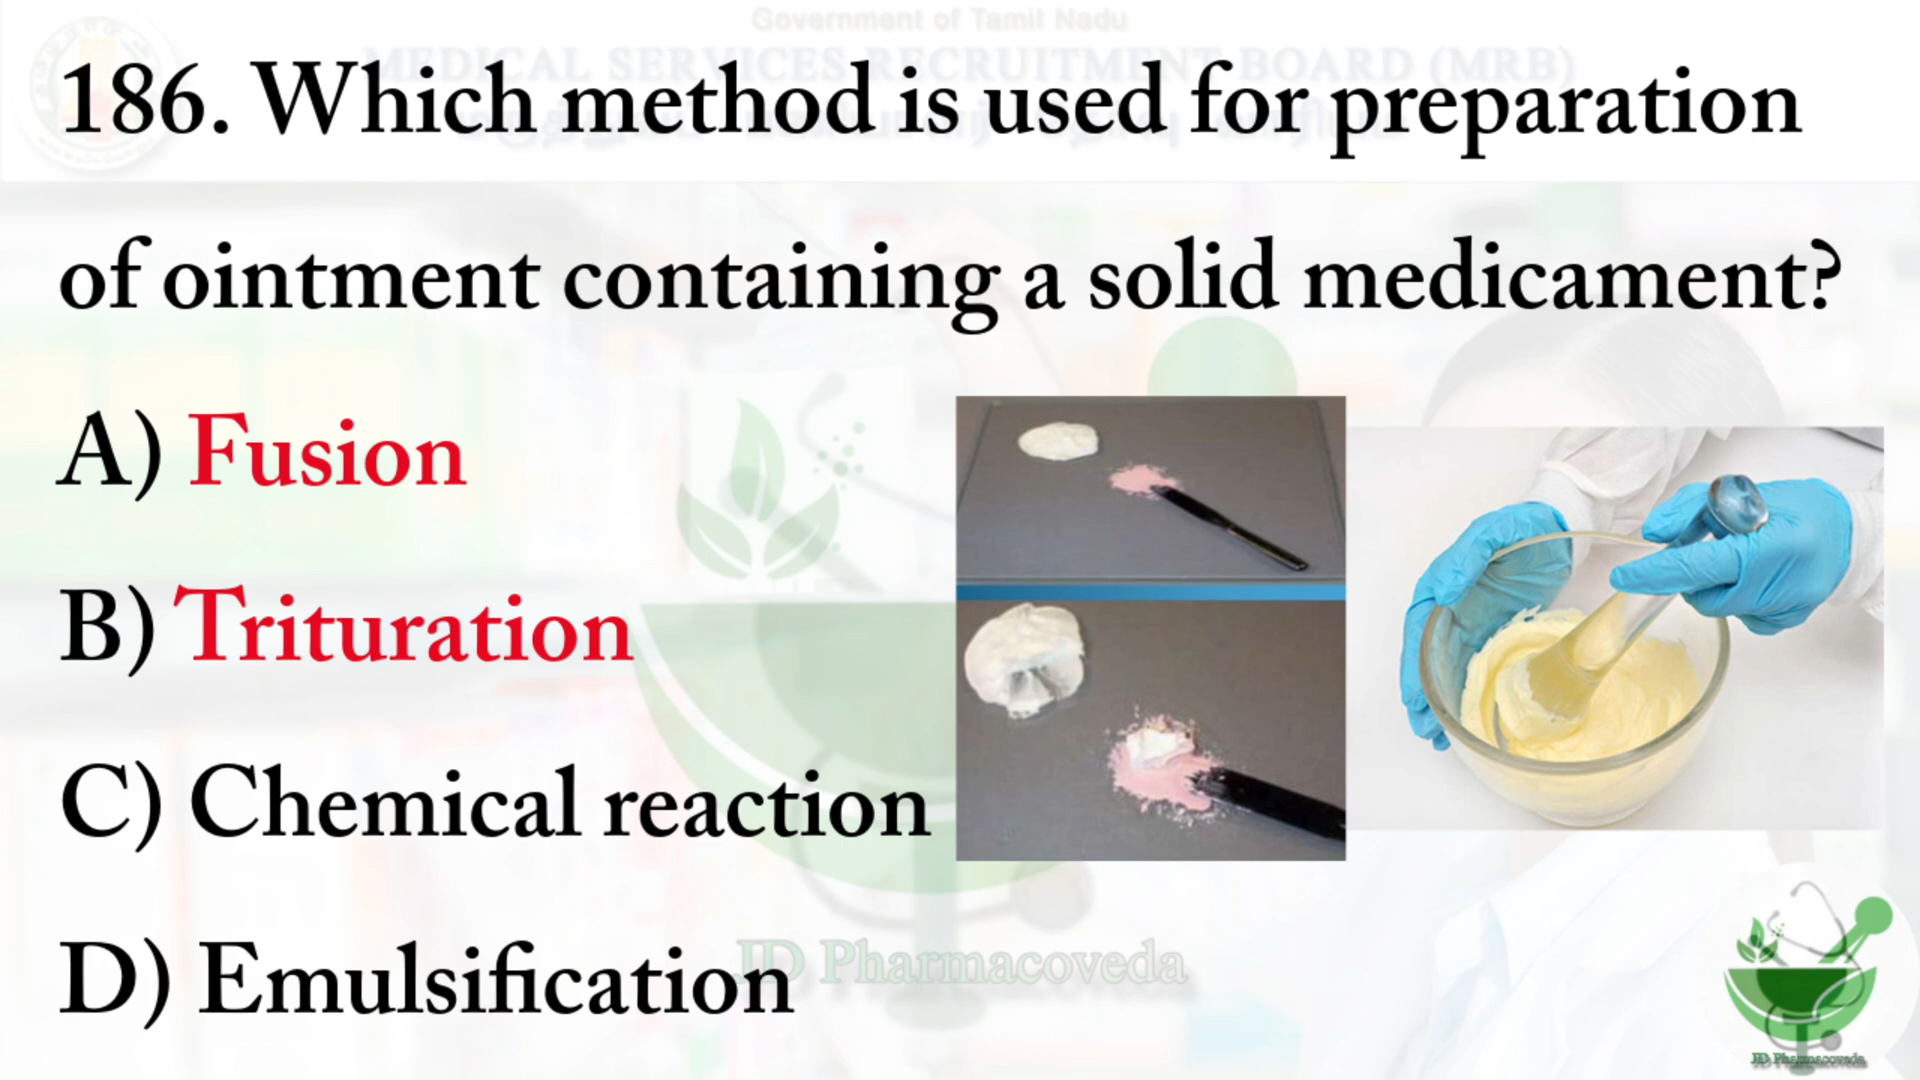 Government of Tamil Nadu
MEDICAL SERVICES RECRUITMENT BOARD (MRB)
186. Which method is used for preparation
of ointment containing a solid medicament?
A) Fusion
B) Trituration
C) Chemical reaction
D) Emulsification
JD Pharmacoveda
JD Pharmacoveda